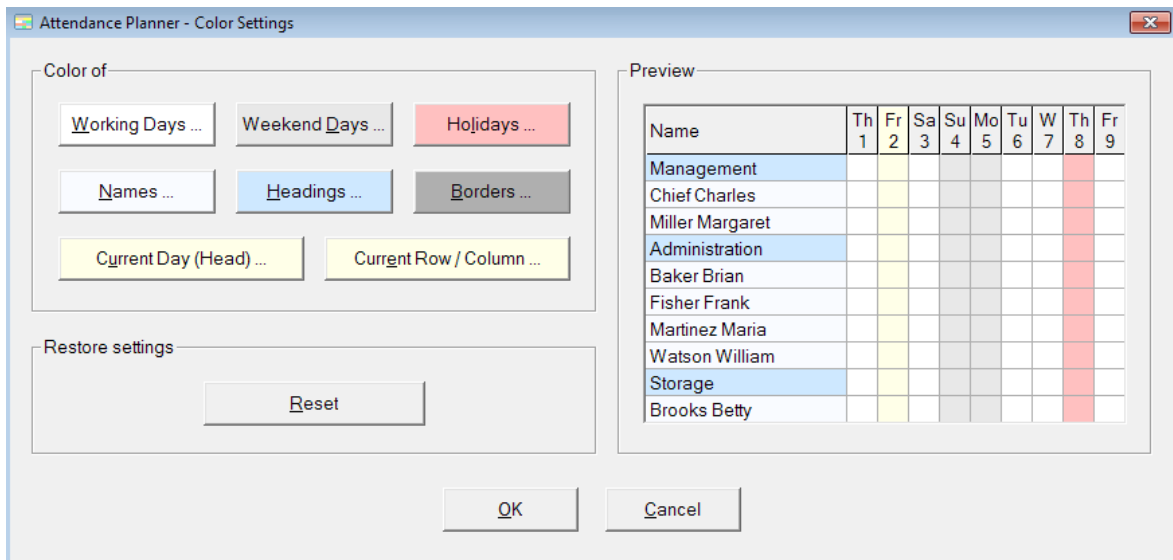 Attendance Planner - Color Settings
Color of
Working Days ... Weekend Days ... Holidays ...
Names ... Headings ... Borders ...
Current Day (Head) ... Current Row / Column ...
Restore settings
Reset
Preview
Name Th Fr Sa Su Mo Tu W Th Fr
1 2 3 4 5 6 7 8 9
Management
Chief Charles
Miller Margaret
Administration
Baker Brian
Fisher Frank
Martinez Maria
Watson William
Storage
Brooks Betty
OK Cancel